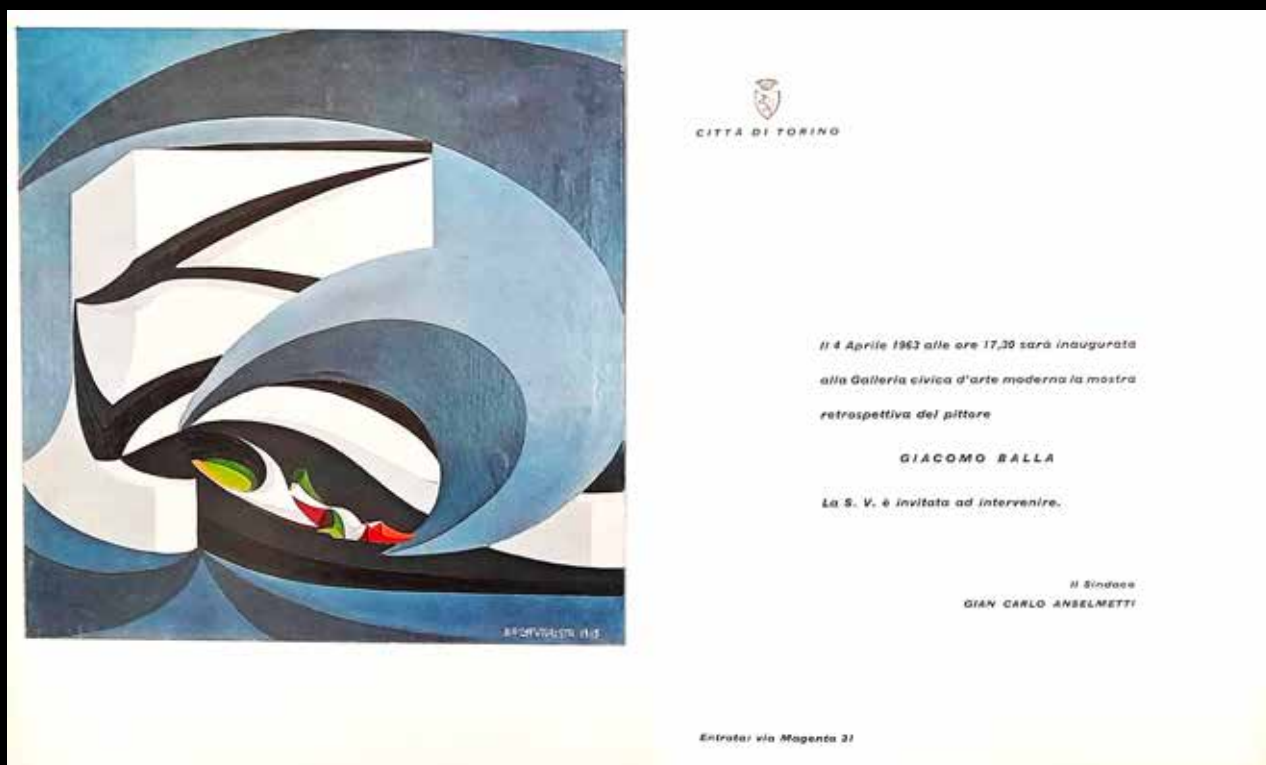 FUTURISTA
CITTÀ DI TORINO
Il 4 Aprile 1963 alle ore 17,30 sarà inaugurata
alla Galleria civica d'arte moderna la mostra
retrospettiva del pittore
GIACOMO BALLA
La S. V. è invitata ad intervenire.
Il Sindaco
GIAN CARLO ANSELMETTI
Entrata: via Magenta 31